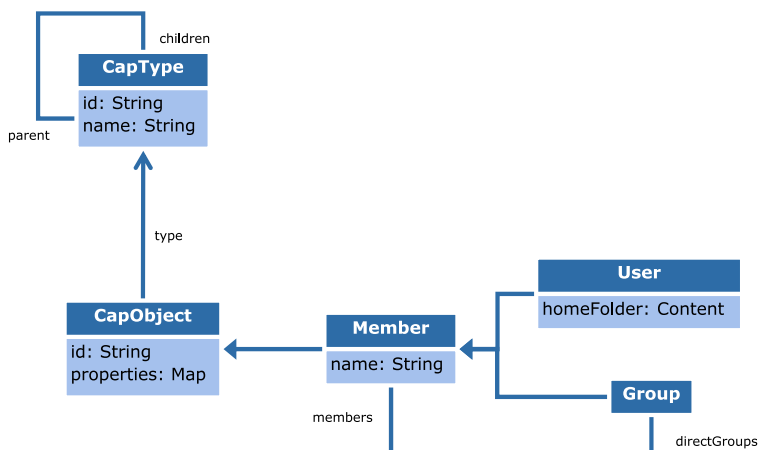 children
CapType
id: String
name: String
parent
type
User
homeFolder: Content
CapObject
id: String
properties: Map
Member
name: String
Group
members
directGroups